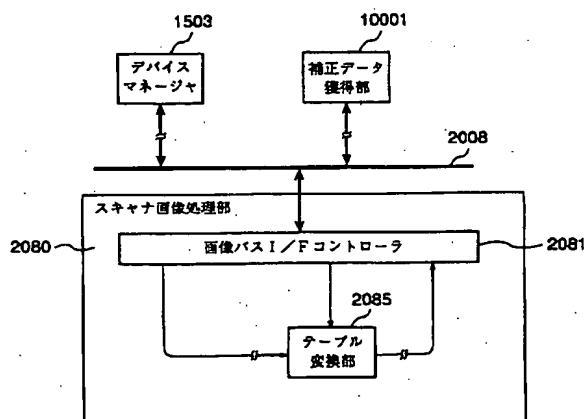 1503
デバイス
マネージャ
10001
補正データ
獲得部
2008
スキャナ画像処理部
2080
画像バスI/Fコントローラ
2081
2085
テーブル
変換部